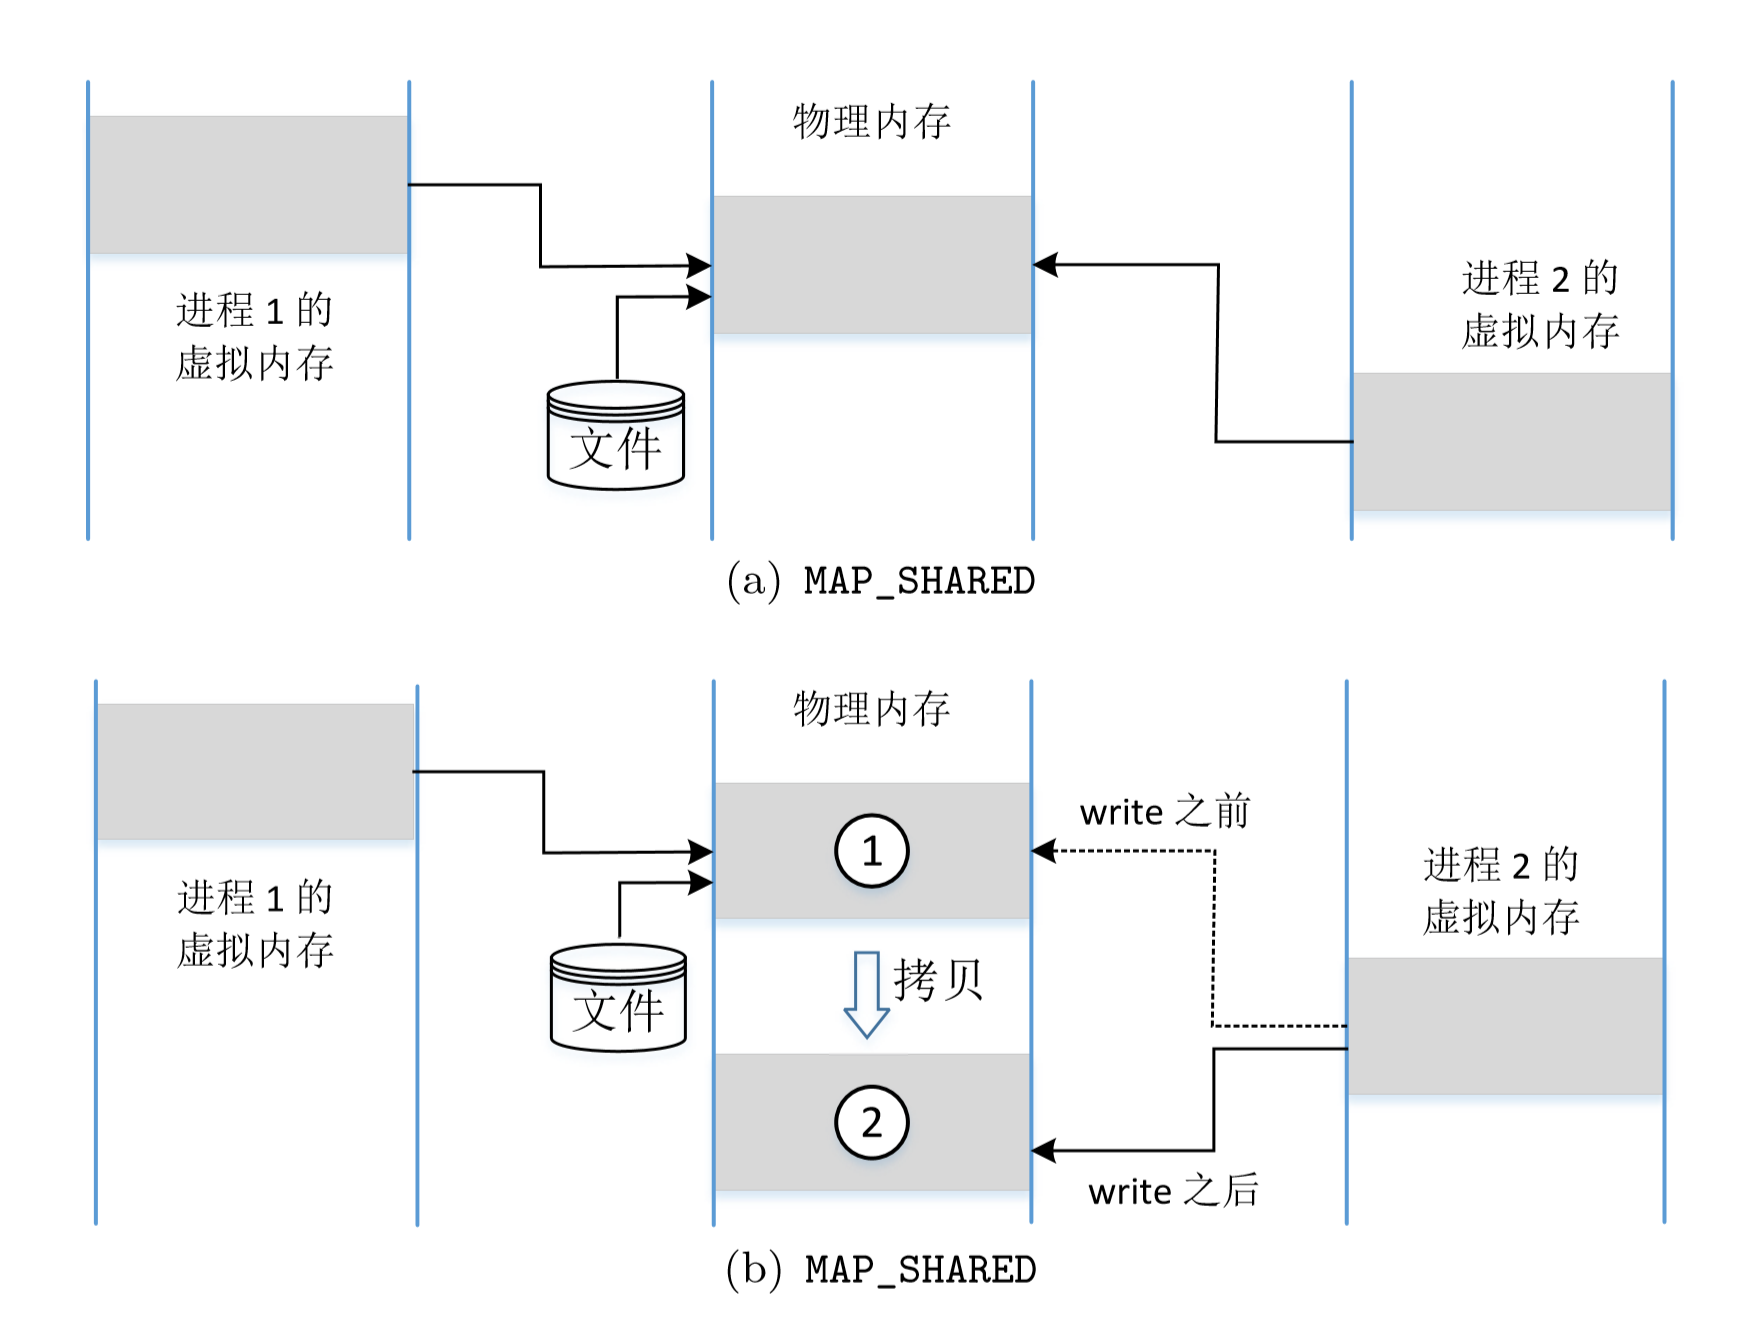 物理内存
进程 1 的
虚拟内存
文件
进程 2 的
虚拟内存
(a) MAP_SHARED
物理内存
1
write 之前
进程 1 的
虚拟内存
进程 2 的
虚拟内存
文件
拷贝
2
write 之后
(b) MAP_SHARED